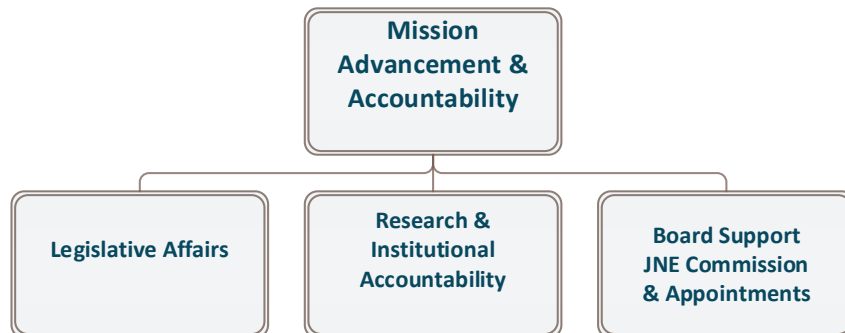 Mission
Advancement &
Accountability
Legislative Affairs
Research &
Institutional
Accountability
Board Support
JNE Commission
& Appointments